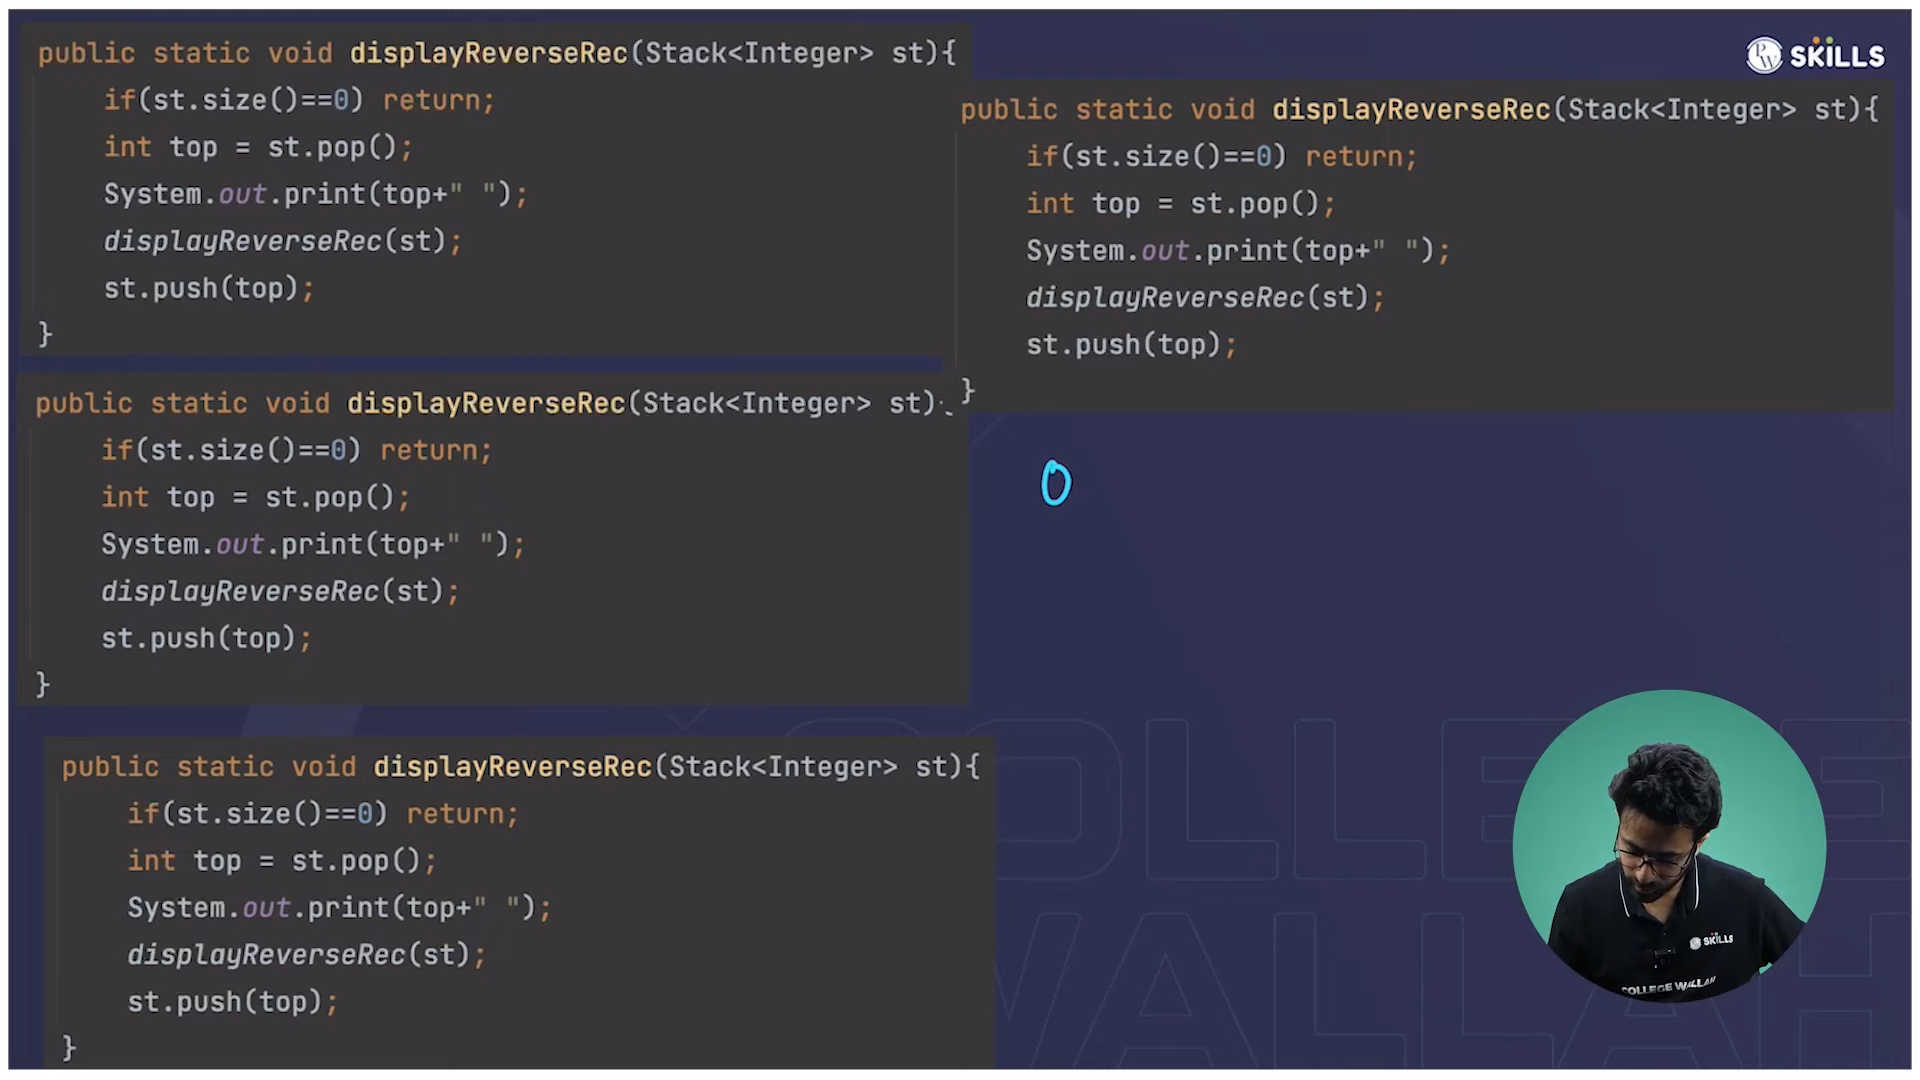 public static void displayReverseRec(Stack<Integer> st){
if(st.size()==0) return;
int top = st.pop();
System.out.print(top+" ");
displayReverseRec(st);
st.push(top);
}
PW SKILLS
public static void displayReverseRec(Stack<Integer> st){
if(st.size()==0) return;
int top = st.pop();
System.out.print(top+" ");
displayReverseRec(st);
st.push(top);
}
public static void displayReverseRec(Stack<Integer> st)
if(st.size()==0) return;
int top = st.pop();
System.out.print(top+" ");
displayReverseRec(st);
st.push(top);
}
0
public static void displayReverseRec(Stack<Integer> st){
if(st.size()==0) return;
int top = st.pop();
System.out.print(top+" ");
displayReverseRec(st);
st.push(top);
}
COLLEGE
WALLAH
SKILLS
COLLEGE WALLAH